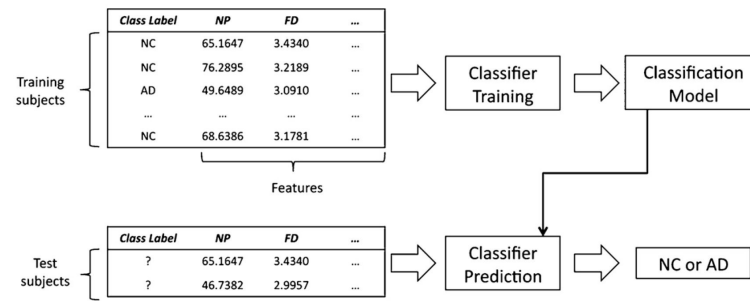 Class Label NP FD ...
NC 65.1647 3.4340 ...
NC 76.2895 3.2189 ...
AD 49.6489 3.0910 ...
... ... ... ...
NC 68.6386 3.1781 ...
Training
subjects
Features
Classifier
Training
Classification
Model
Class Label NP FD ...
? 65.1647 3.4340 ...
? 46.7382 2.9957 ...
Test
subjects
Classifier
Prediction
NC or AD